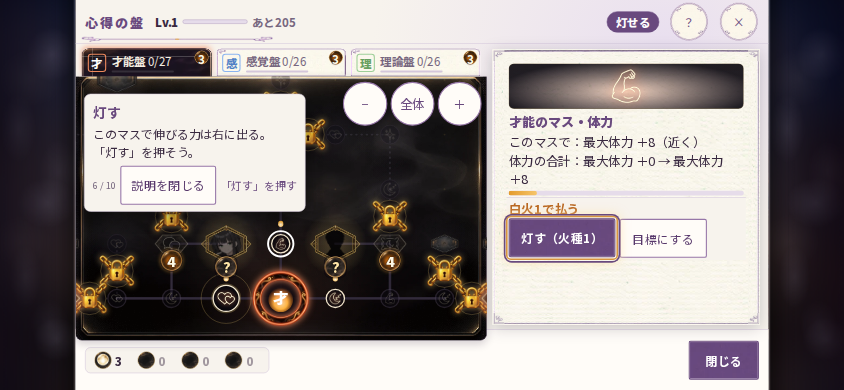 心得の盤 Lv.1 あと205 灯せる ? ×
才 才能盤 0/27 3
感 感覚盤 0/26 3
理 理論盤 0/26 3
− 全体 +
灯す
このマスで伸びる力は右に出る。
「灯す」を押そう。
6 / 10 説明を閉じる 「灯す」を押す
4 ? ? 4
才
才能のマス・体力
このマスで：最大体力 +8（近く）
体力の合計：最大体力 +0→最大体力
+8
白火1で払う
灯す（火種1） 目標にする
3 0 0 0
閉じる